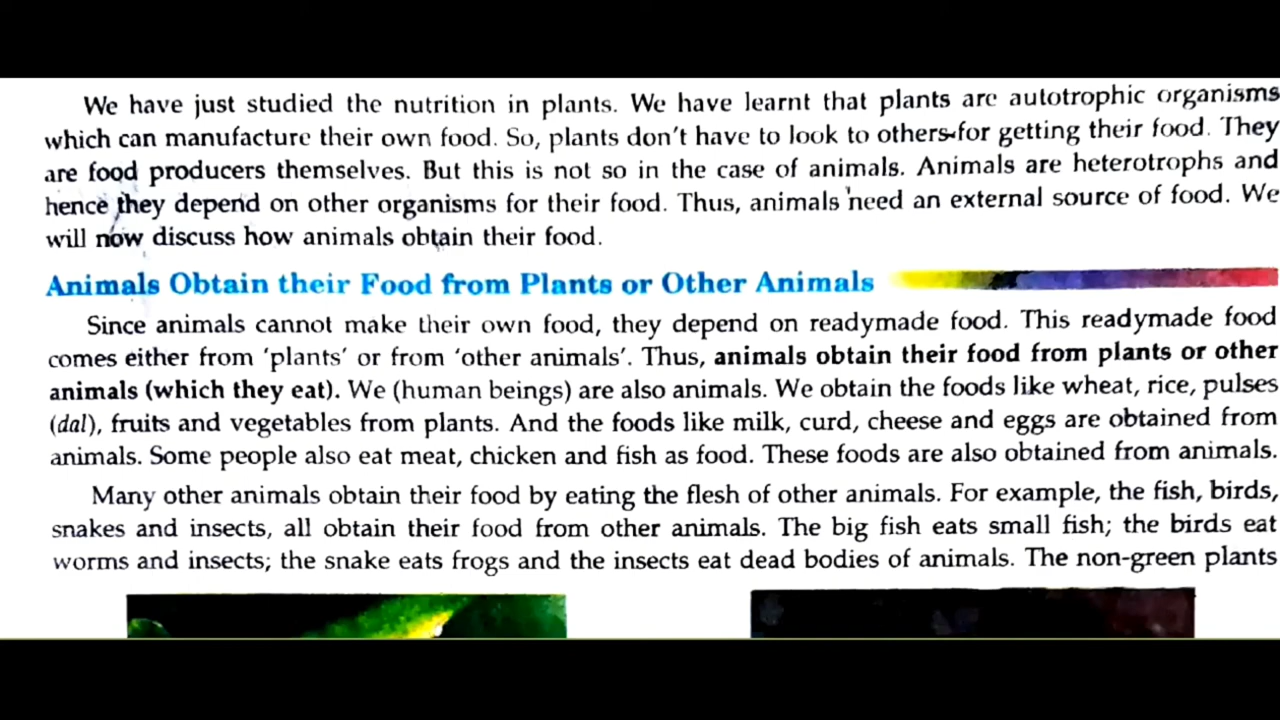 We have just studied the nutrition in plants. We have learnt that plants are autotrophic organisms
which can manufacture their own food. So, plants don't have to look to others for getting their food. They
are food producers themselves. But this is not so in the case of animals. Animals are heterotrophs and
hence they depend on other organisms for their food. Thus, animals need an external source of food. We
will now discuss how animals obtain their food.
Animals Obtain their Food from Plants or Other Animals
Since animals cannot make their own food, they depend on readymade food. This readymade food
comes either from 'plants' or from 'other animals'. Thus, animals obtain their food from plants or other
animals (which they eat). We (human beings) are also animals. We obtain the foods like wheat, rice, pulses
(dal), fruits and vegetables from plants. And the foods like milk, curd, cheese and eggs are obtained from
animals. Some people also eat meat, chicken and fish as food. These foods are also obtained from animals.
Many other animals obtain their food by eating the flesh of other animals. For example, the fish, birds,
snakes and insects, all obtain their food from other animals. The big fish eats small fish; the birds eat
worms and insects; the snake eats frogs and the insects eat dead bodies of animals. The non-green plants